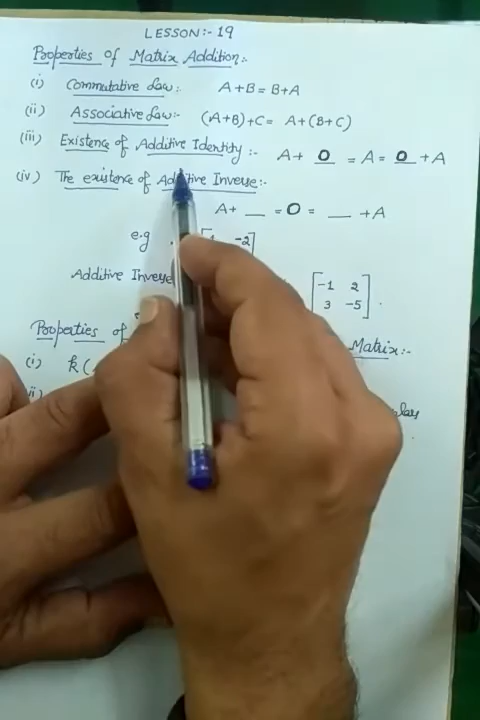 LESSON:- 19
Properties of Matrix Addition:-
(i) Commutative Law:- A+B = B+A
(ii) Associative Law:- (A+B)+C = A+(B+C)
(iii) Existence of Additive Identity:- A+ O = A = O +A
(iv) The existence of Additive Inverse:-
A+ __ = O = __ +A
e.g -2
Additive Inverse [-1 2
3 -5].
Properties of Matrix:-
(i) k(